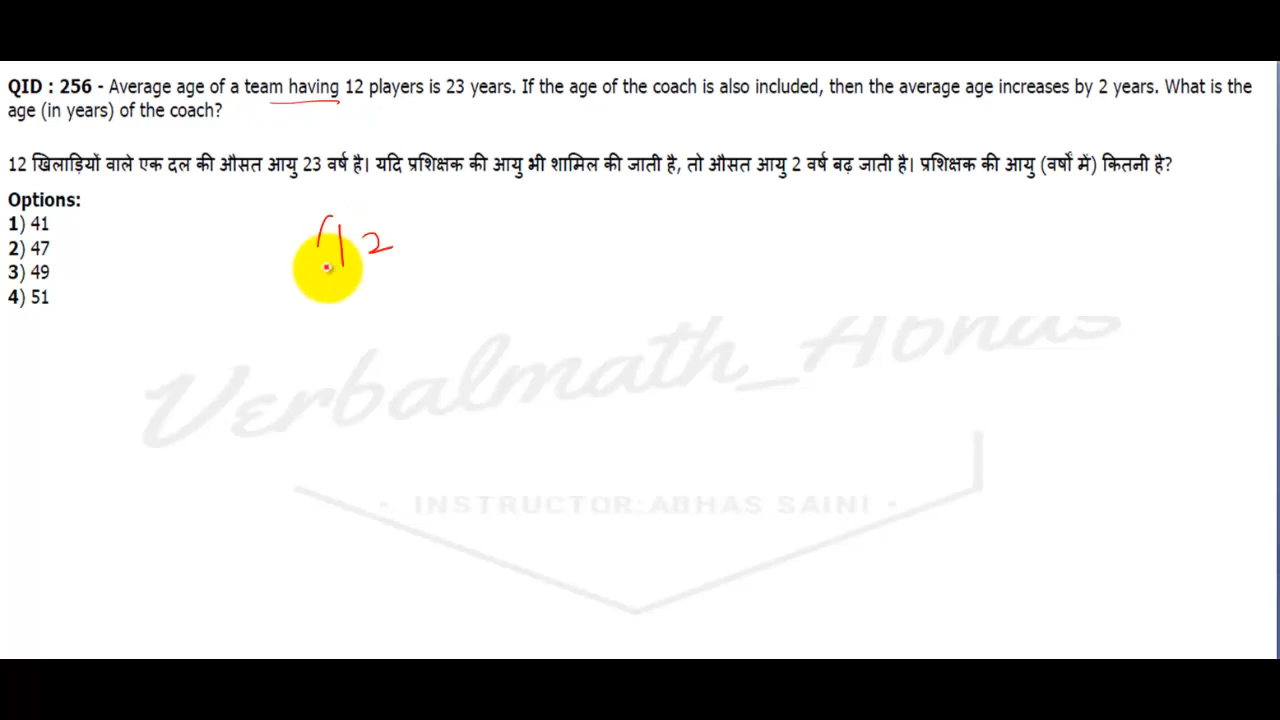 QID : 256 - Average age of a team having 12 players is 23 years. If the age of the coach is also included, then the average age increases by 2 years. What is the
age (in years) of the coach?
12 खिलाड़ियों वाले एक दल की औसत आयु 23 वर्ष है। यदि प्रशिक्षक की आयु भी शामिल की जाती है, तो औसत आयु 2 वर्ष बढ़ जाती है। प्रशिक्षक की आयु (वर्षों में) कितनी है?
Options:
1) 41
2) 47
3) 49
4) 51
12
Verbalmath_Abhas
- INSTRUCTOR:ABHAS SAINI -